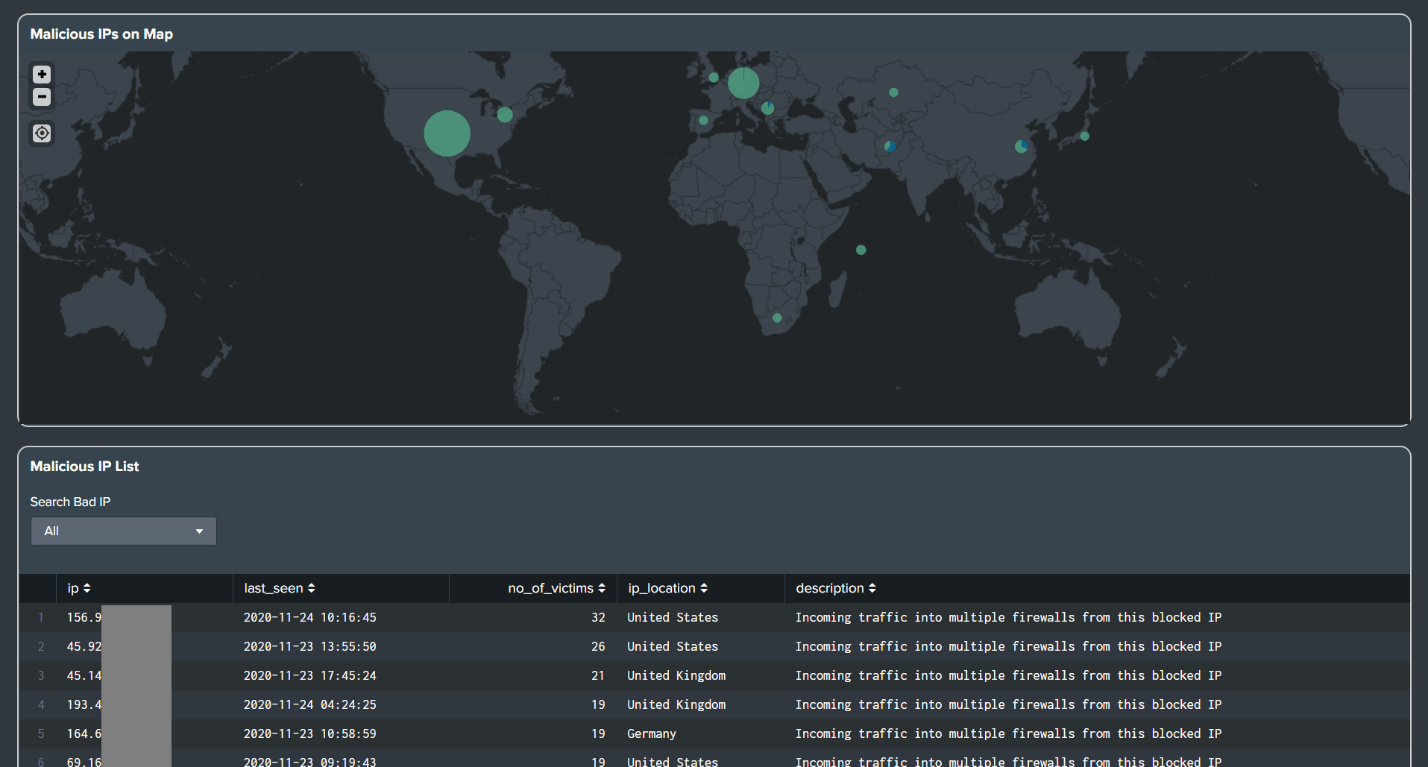 Malicious IPs on Map
+
-
Malicious IP List
Search Bad IP
All
ip last_seen no_of_victims ip_location description
1 156.9 2020-11-24 10:16:45 32 United States Incoming traffic into multiple firewalls from this blocked IP
2 45.92 2020-11-23 13:55:50 26 United States Incoming traffic into multiple firewalls from this blocked IP
3 45.14 2020-11-23 17:45:24 21 United Kingdom Incoming traffic into multiple firewalls from this blocked IP
4 193.4 2020-11-24 04:24:25 19 United Kingdom Incoming traffic into multiple firewalls from this blocked IP
5 164.6 2020-11-23 10:58:59 19 Germany Incoming traffic into multiple firewalls from this blocked IP
6 69.16 2020-11-23 09:19:43 19 United States Incoming traffic into multiple firewalls from this blocked IP